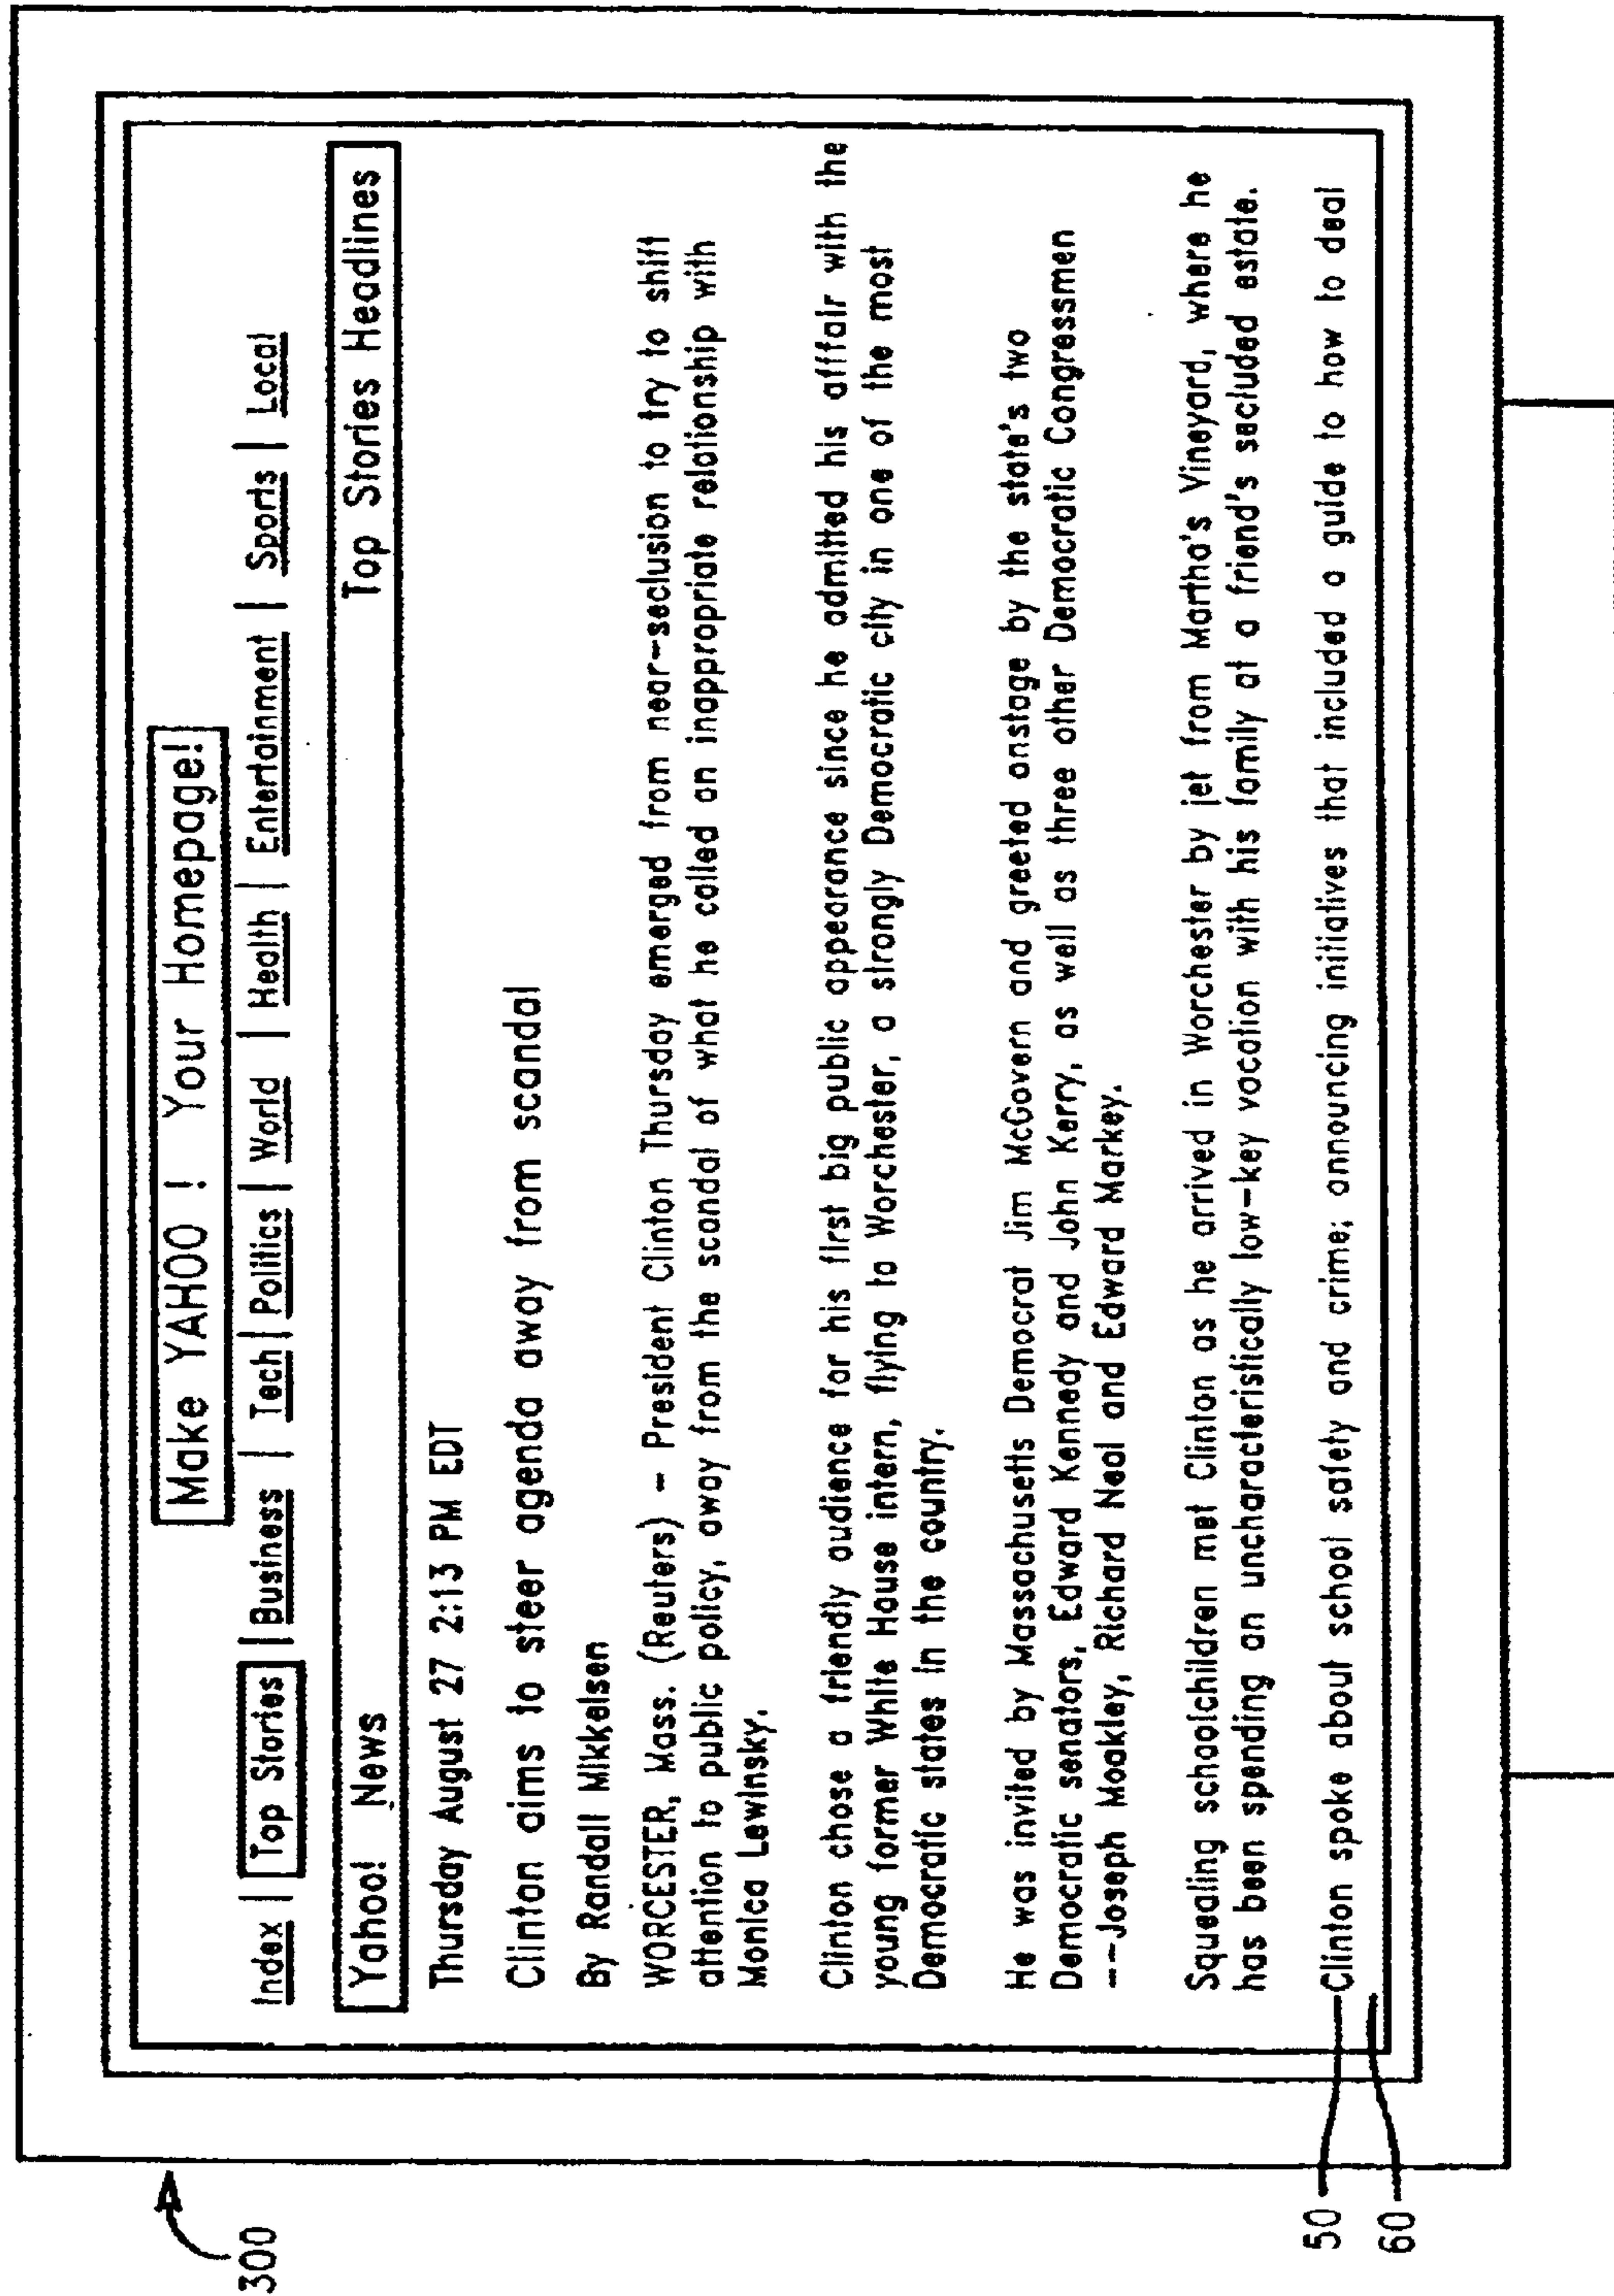 Make YAHOO ! Your Homepage!
Index | Top Stories | Business | Tech | Politics | World | Health | Entertainment | Sports | Local
Yahoo! News Top Stories Headlines
Thursday August 27 2:13 PM EDT
Clinton aims to steer agenda away from scandal
By Randall Mikkelsen
WORCESTER, Mass. (Reuters) - President Clinton Thursday emerged from near-seclusion to try to shift
attention to public policy, away from the scandal of what he called an inappropriate relationship with
Monica Lewinsky.
Clinton chose a friendly audience for his first big public appearance since he admitted his afffair with the
young former White House intern, flying to Worchester, a strongly Democratic city in one of the most
Democratic states in the country.
He was invited by Massachusetts Democrat Jim McGovern and greeted onstage by the state's two
Democratic senators, Edward Kennedy and John Kerry, as well as three other Democratic Congressmen
--Joseph Moakley, Richard Neal and Edward Markey.
Squealing schoolchildren met Clinton as he arrived in Worchester by jet from Martha's Vineyard, where he
has been spending an uncharacteristically low-key vocation with his family at a friend's secluded estate.
Clinton spoke about school safety and crime; announcing initiatives that included a guide to how to deal
300
50
60